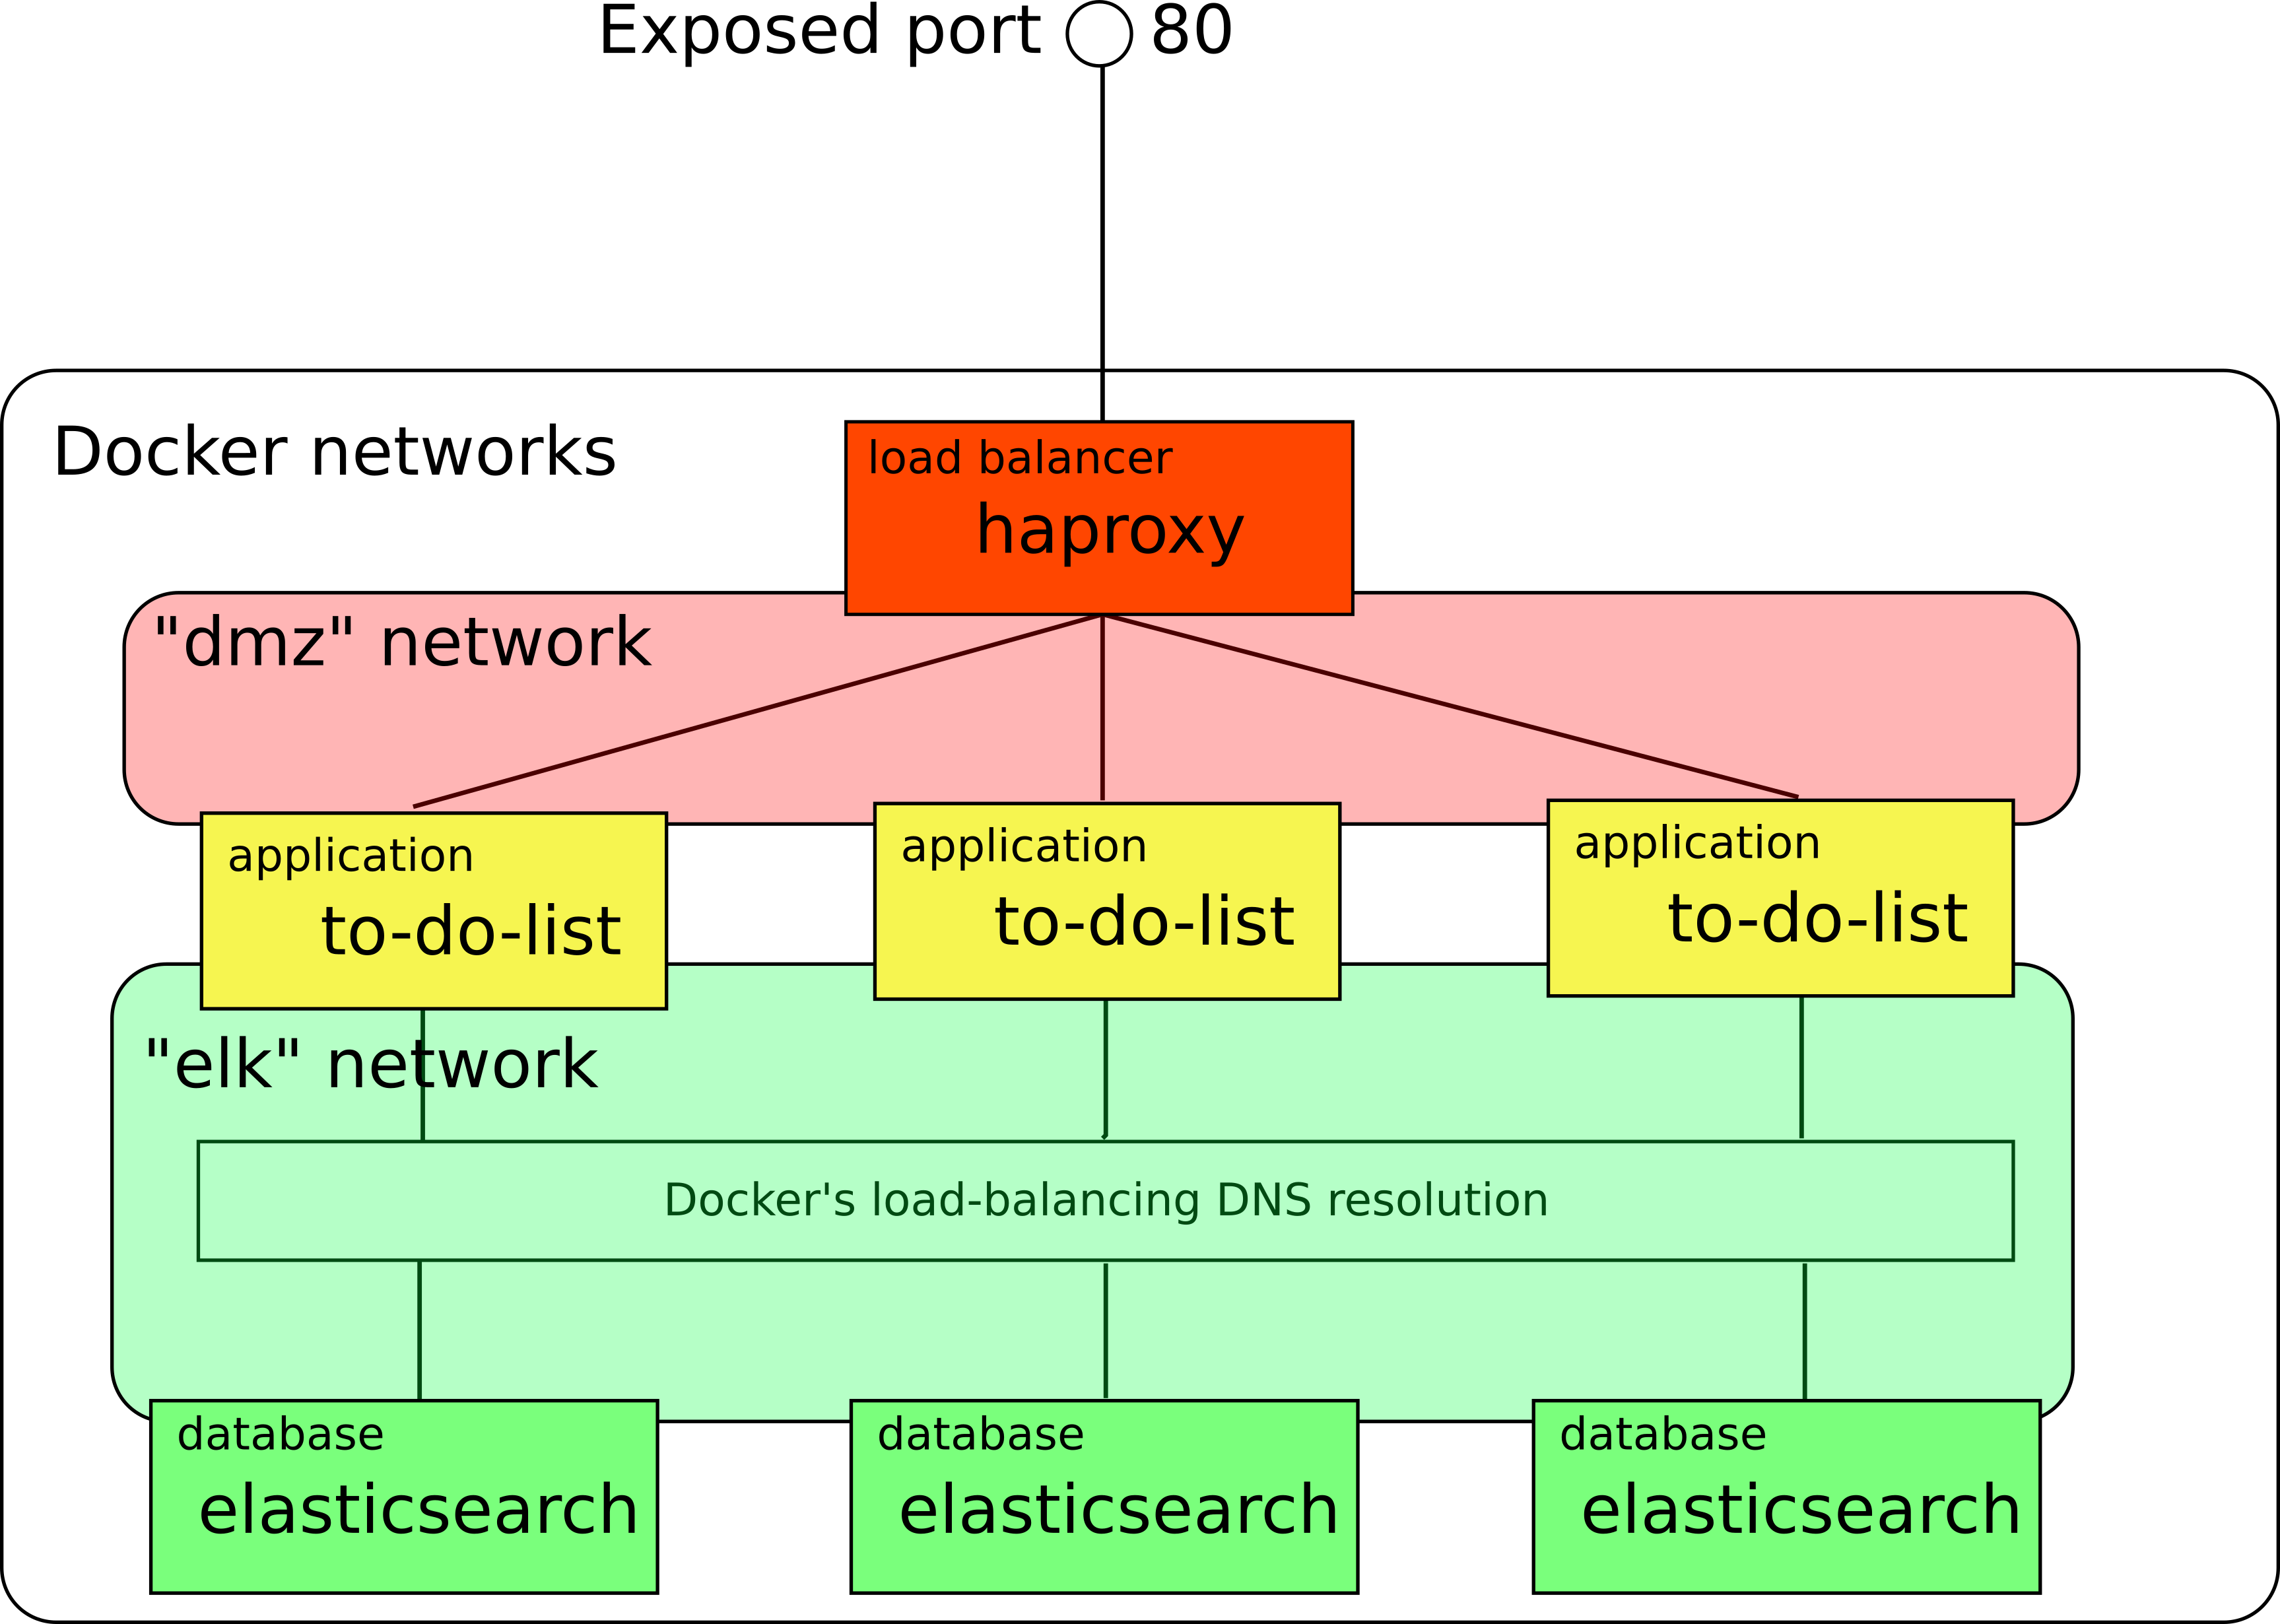 Exposed port 80
Docker networks
load balancer
haproxy
"dmz" network
application
to-do-list
application
to-do-list
application
to-do-list
"elk" network
Docker's load-balancing DNS resolution
database
elasticsearch
database
elasticsearch
database
elasticsearch